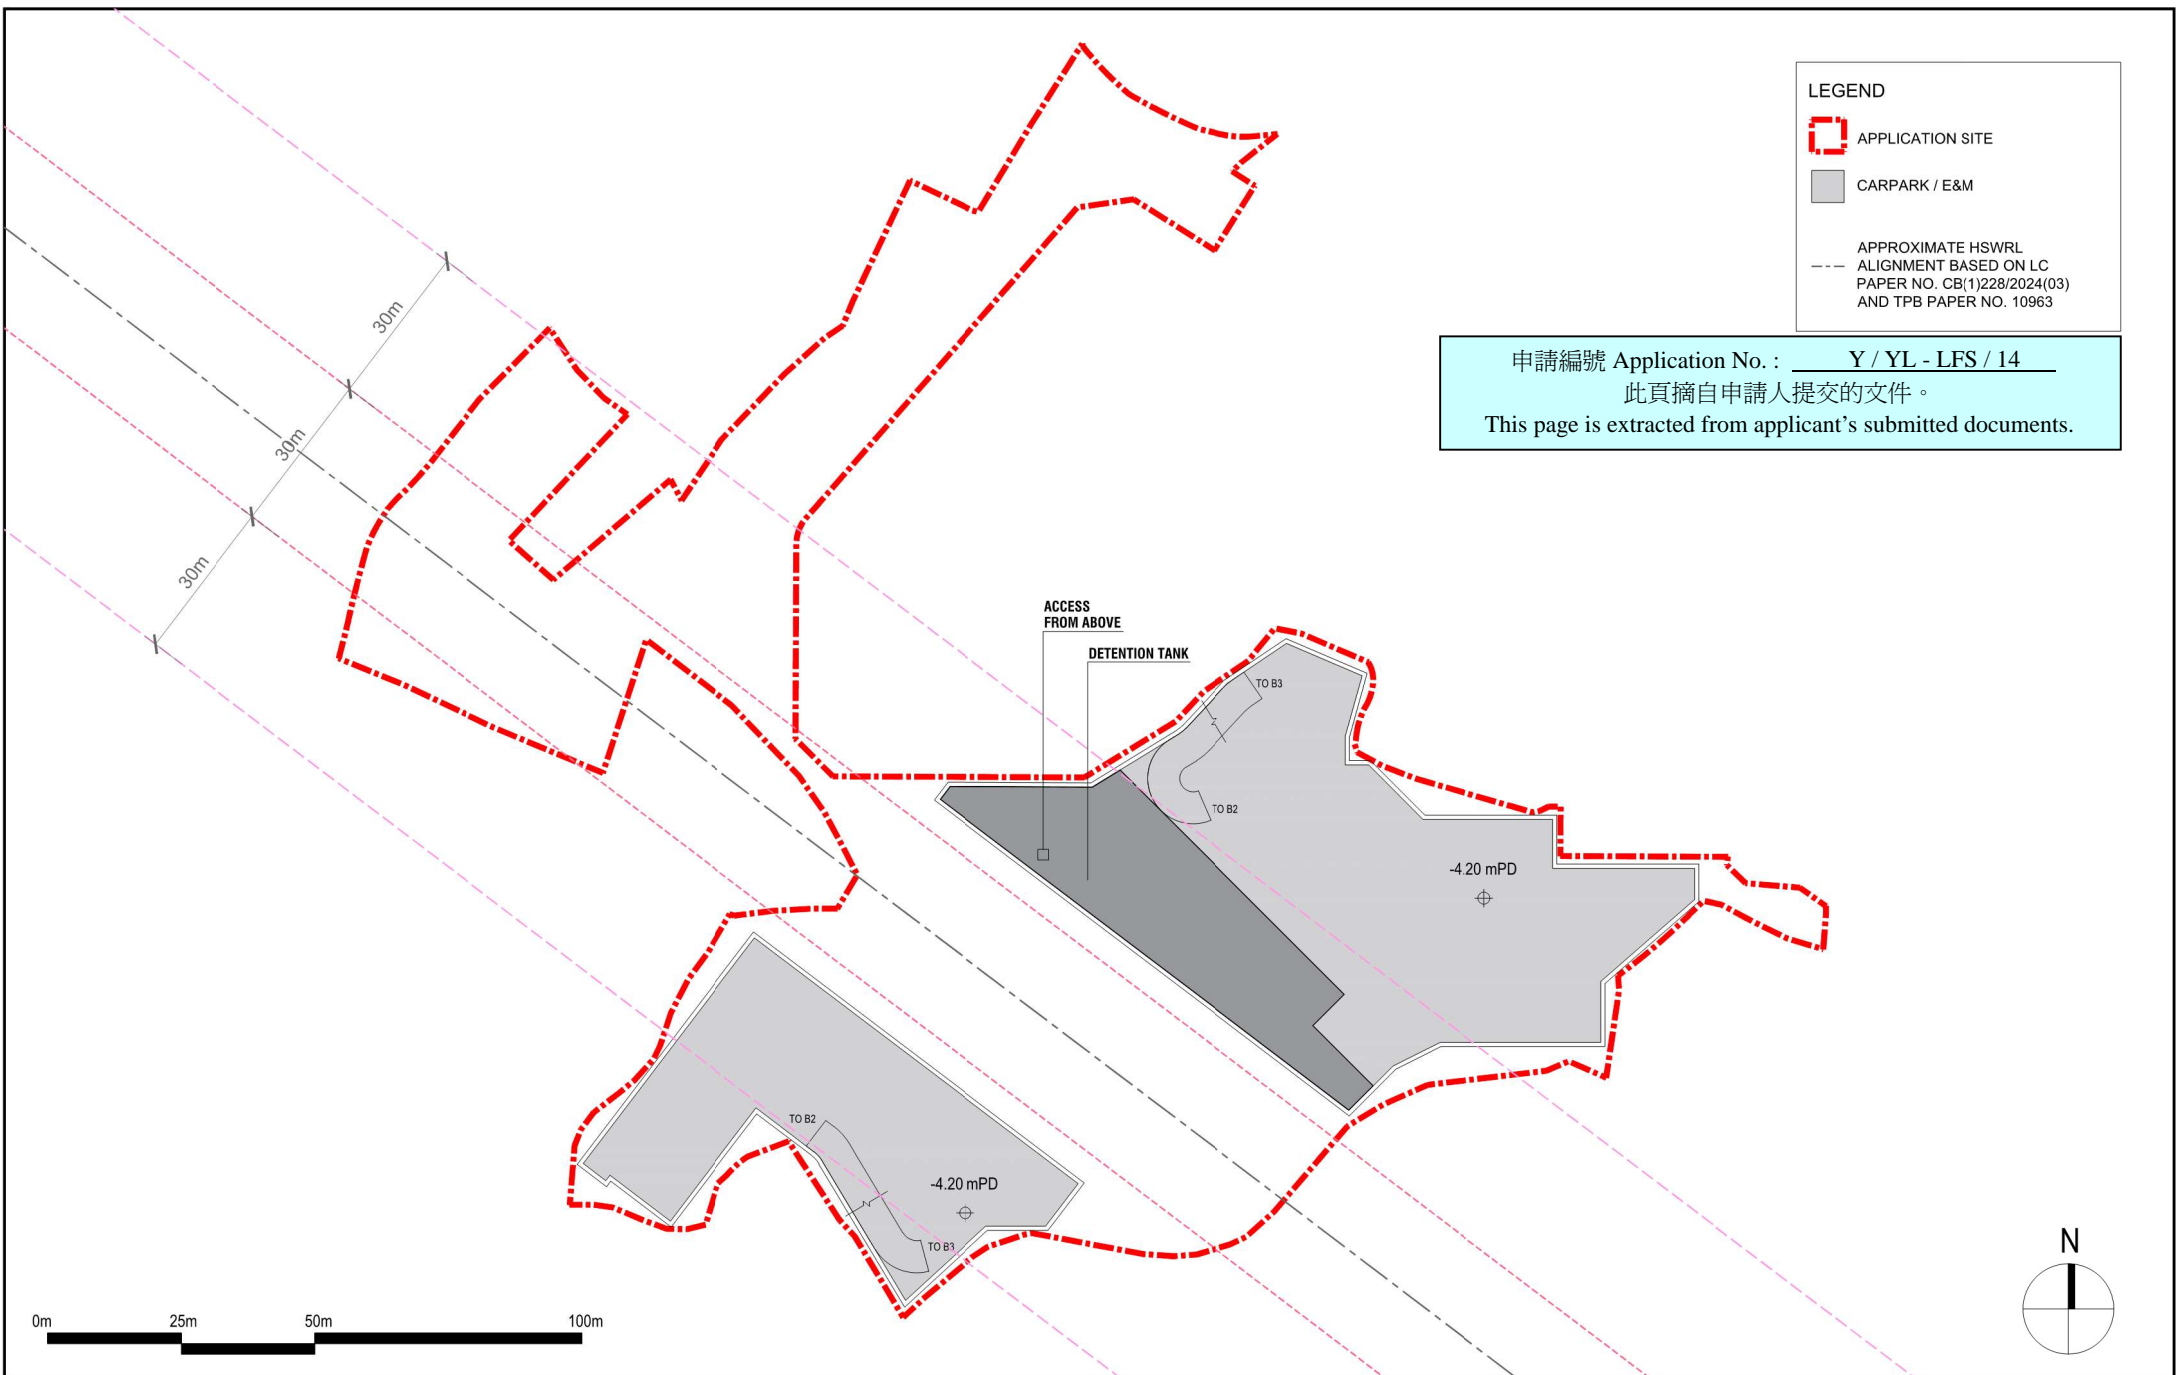 LEGEND
APPLICATION SITE
CARPARK / E&M
APPROXIMATE HSWRL
ALIGNMENT BASED ON LC
PAPER NO. CB(1)228/2024(03)
AND TPB PAPER NO. 10963
申請編號 Application No. : Y / YL - LFS / 14
此頁摘自申請人提交的文件。
This page is extracted from applicant's submitted documents.
30m
30m
30m
ACCESS
FROM ABOVE
DETENTION TANK
TO B3
TO B2
-4.20 mPD
TO B2
-4.20 mPD
TO B3
N
0m 25m 50m 100m